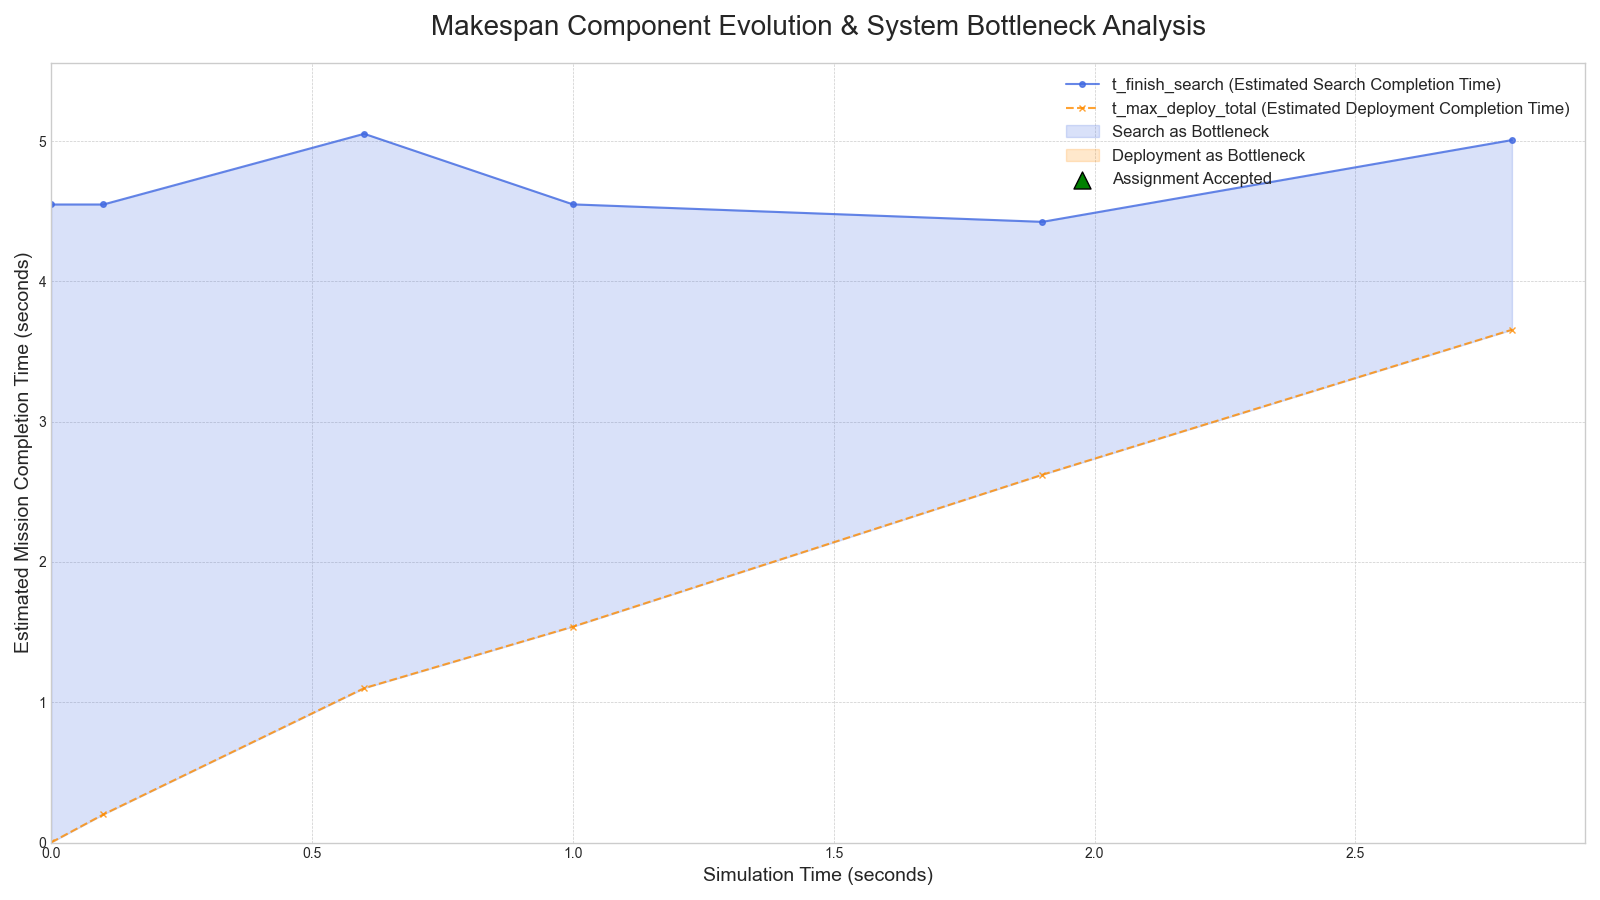 Makespan Component Evolution & System Bottleneck Analysis
t_finish_search (Estimated Search Completion Time)
t_max_deploy_total (Estimated Deployment Completion Time)
Search as Bottleneck
Deployment as Bottleneck
Assignment Accepted
Estimated Mission Completion Time (seconds)
5
4
3
2
1
0
0.0 0.5 1.0 1.5 2.0 2.5
Simulation Time (seconds)